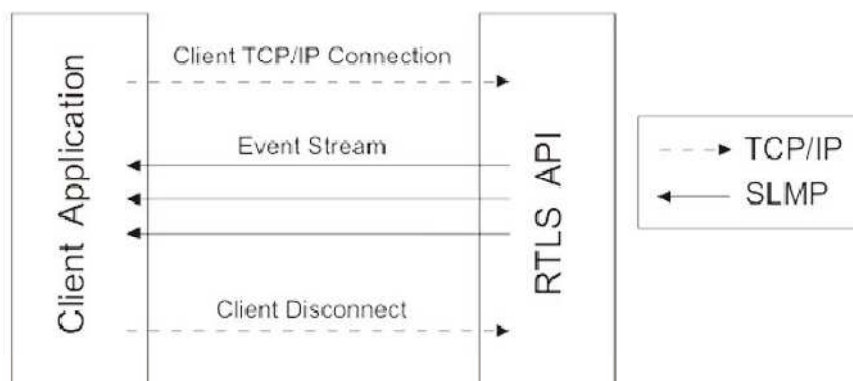 Client Application
Client TCP/IP Connection
Event Stream
Client Disconnect
RTLS API
TCP/IP
SLMP